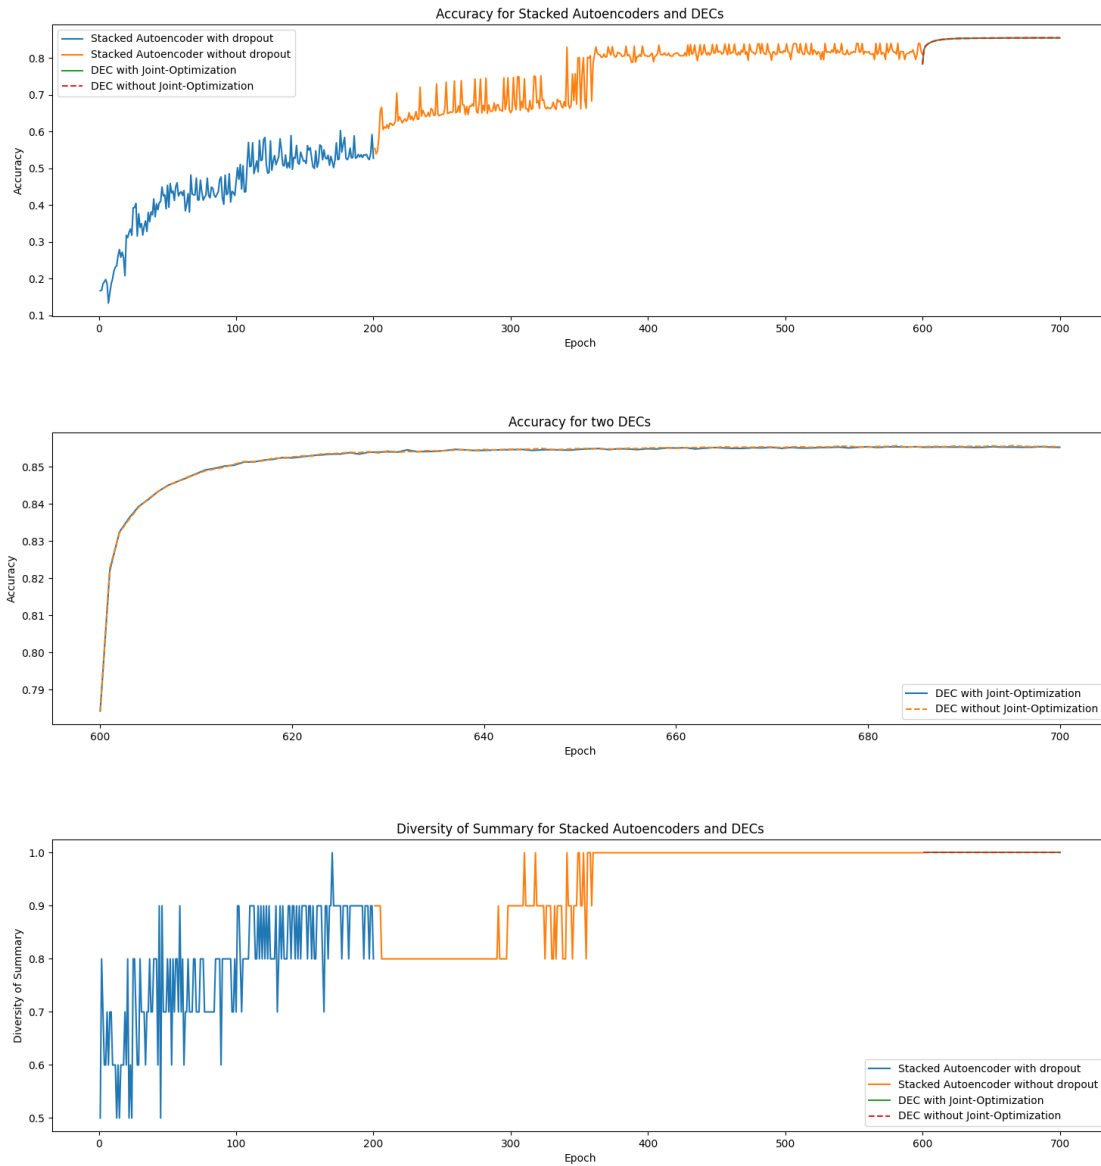 Accuracy for Stacked Autoencoders and DECs
Stacked Autoencoder with dropout
Stacked Autoencoder without dropout
DEC with Joint-Optimization
DEC without Joint-Optimization
Accuracy
0.8
0.7
0.6
0.5
0.4
0.3
0.2
0.1
0 100 200 300 400 500 600 700
Epoch
Accuracy for two DECs
Accuracy
0.85
0.84
0.83
0.82
0.81
0.80
0.79
DEC with Joint-Optimization
DEC without Joint-Optimization
600 620 640 660 680 700
Epoch
Diversity of Summary for Stacked Autoencoders and DECs
Diversity of Summary
1.0
0.9
0.8
0.7
0.6
0.5
Stacked Autoencoder with dropout
Stacked Autoencoder without dropout
DEC with Joint-Optimization
DEC without Joint-Optimization
0 100 200 300 400 500 600 700
Epoch